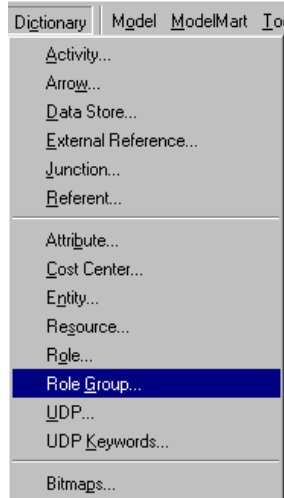 Dictionary Model ModelMart To
Activity...
Arrow...
Data Store...
External Reference...
Junction...
Referent...
Attribute...
Cost Center...
Entity...
Resource...
Role...
Role Group...
UDP...
UDP Keywords...
Bitmaps...